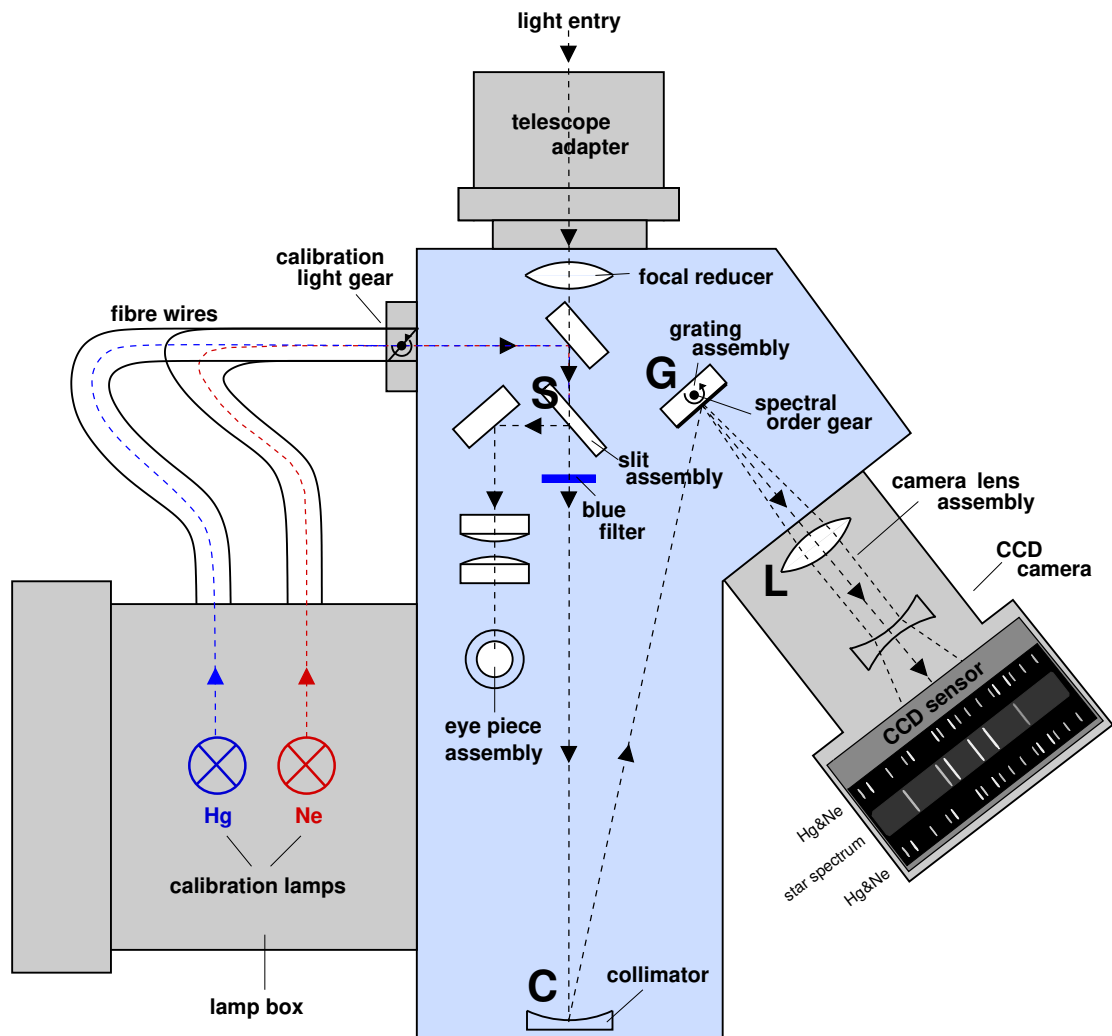 light entry
telescope
adapter
calibration
light gear
focal reducer
fibre wires
grating
assembly
G
S
spectral
order gear
slit
assembly
camera lens
assembly
blue
filter
CCD
camera
L
CCD sensor
eye piece
assembly
Hg
Ne
Hg&Ne
star spectrum
Hg&Ne
calibration lamps
C
collimator
lamp box